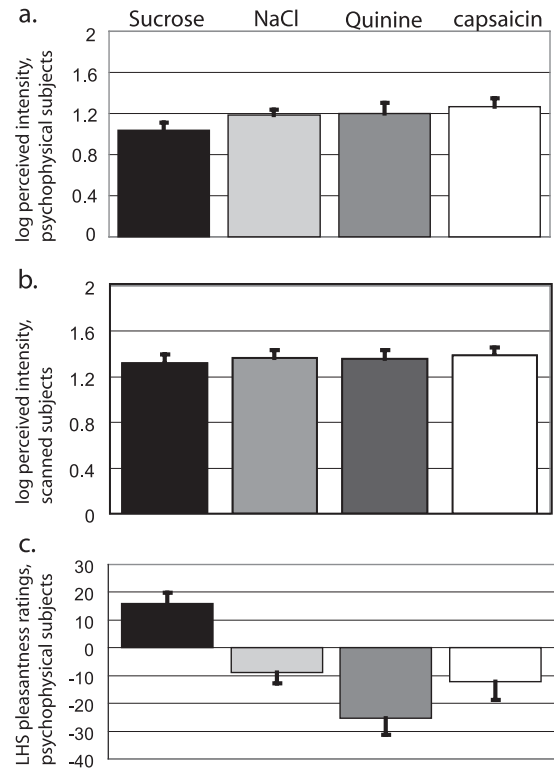 a.
Sucrose NaCl Quinine capsaicin
log perceived intensity,
psychophysical subjects
2
1.6
1.2
0.8
0.4
0
b.
log perceived intensity,
scanned subjects
2
1.6
1.2
0.8
0.4
0
c.
LHS pleasantness ratings,
psychophysical subjects
30
20
10
0
-10
-20
-30
-40